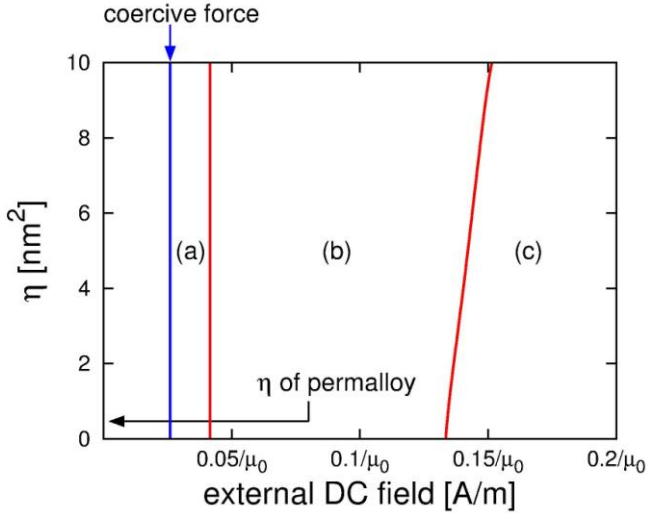 coercive force
10
8
6
4
2
0
η [nm²]
(a)
(b)
(c)
η of permalloy
0.05/μ₀
0.1/μ₀
0.15/μ₀
0.2/μ₀
external DC field [A/m]